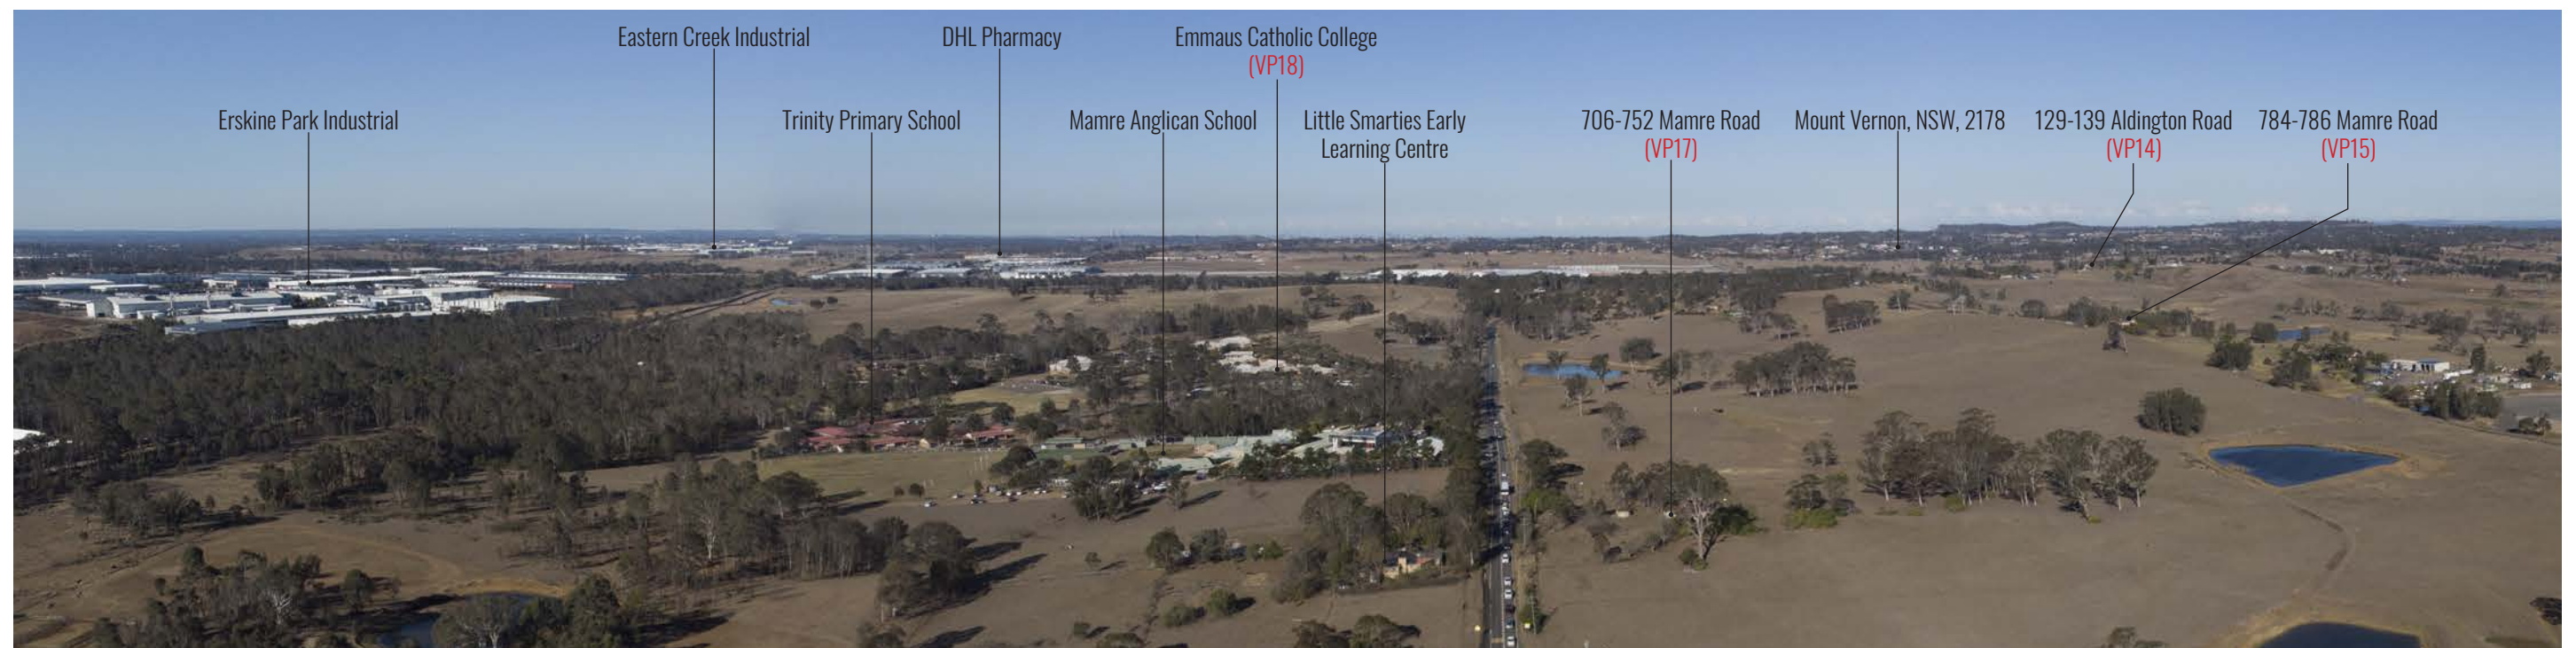 Eastern Creek Industrial
DHL Pharmacy
Emmaus Catholic College
(VP18)
Erskine Park Industrial
Trinity Primary School
Mamre Anglican School
Little Smarties Early
Learning Centre
706-752 Mamre Road
(VP17)
Mount Vernon, NSW, 2178
129-139 Aldington Road
(VP14)
784-786 Mamre Road
(VP15)